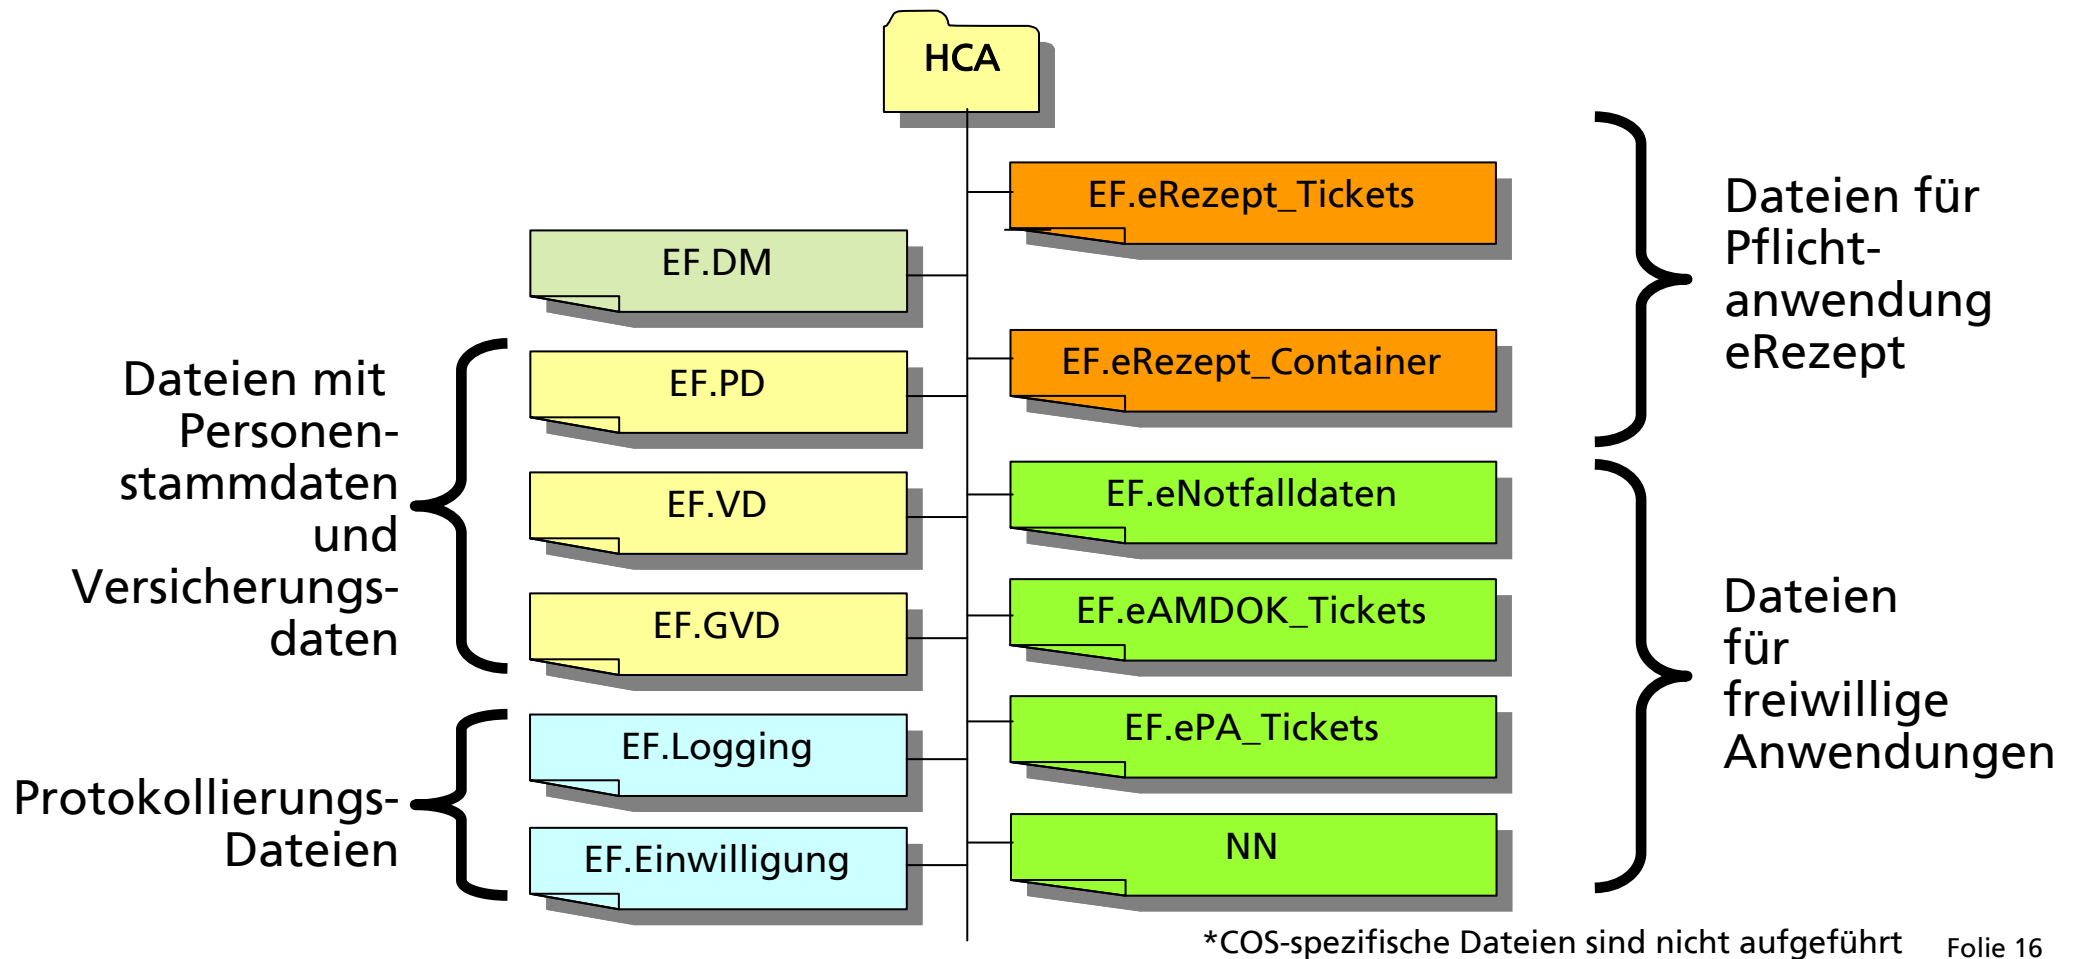 HCA
EF.DM
EF.PD
EF.VD
EF.GVD
EF.Logging
EF.Einwilligung
EF.eRezept_Tickets
EF.eRezept_Container
EF.eNotfalldaten
EF.eAMDOK_Tickets
EF.ePA_Tickets
NN
Dateien mit
Personen-
stammdaten
und
Versicherungs-
daten
Protokollierungs-
Dateien
Dateien für
Pflicht-
anwendung
eRezept
Dateien
für
freiwillige
Anwendungen
*COS-spezifische Dateien sind nicht aufgeführt
Folie 16